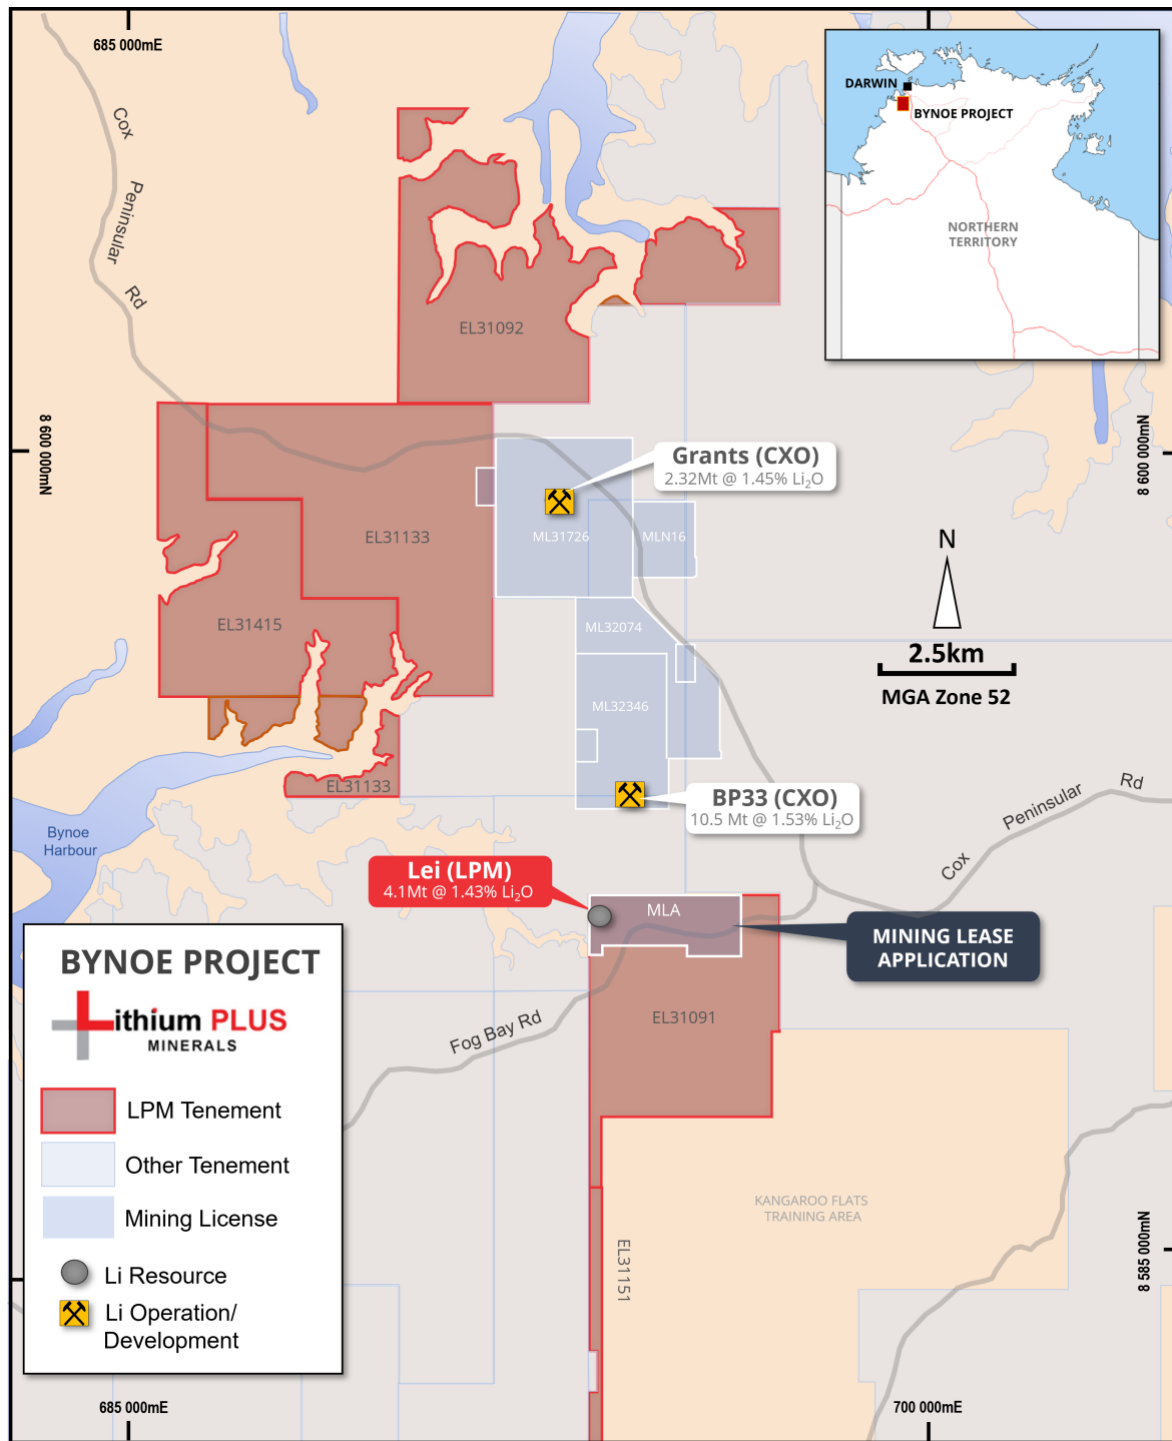 685 000mE
Cox
Peninsular
Rd
DARWIN
BYNOE PROJECT
NORTHERN
TERRITORY
EL31092
8 600 000mN
8 600 000mN
Grants (CXO)
2.32Mt @ 1.45% Li₂O
EL31133
ML31726
MLN16
N
EL31415
ML32074
2.5km
MGA Zone 52
ML32346
EL31133
BP33 (CXO)
10.5 Mt @ 1.53% Li₂O
Peninsular
Rd
Cox
Bynoe
Harbour
Lei (LPM)
4.1Mt @ 1.43% Li₂O
MLA
MINING LEASE
APPLICATION
BYNOE PROJECT
Lithium PLUS
MINERALS
EL31091
Fog Bay Rd
LPM Tenement
Other Tenement
Mining License
Li Resource
Li Operation/
Development
KANGAROO FLATS
TRAINING AREA
EL31151
8 585 000mN
685 000mE
700 000mE